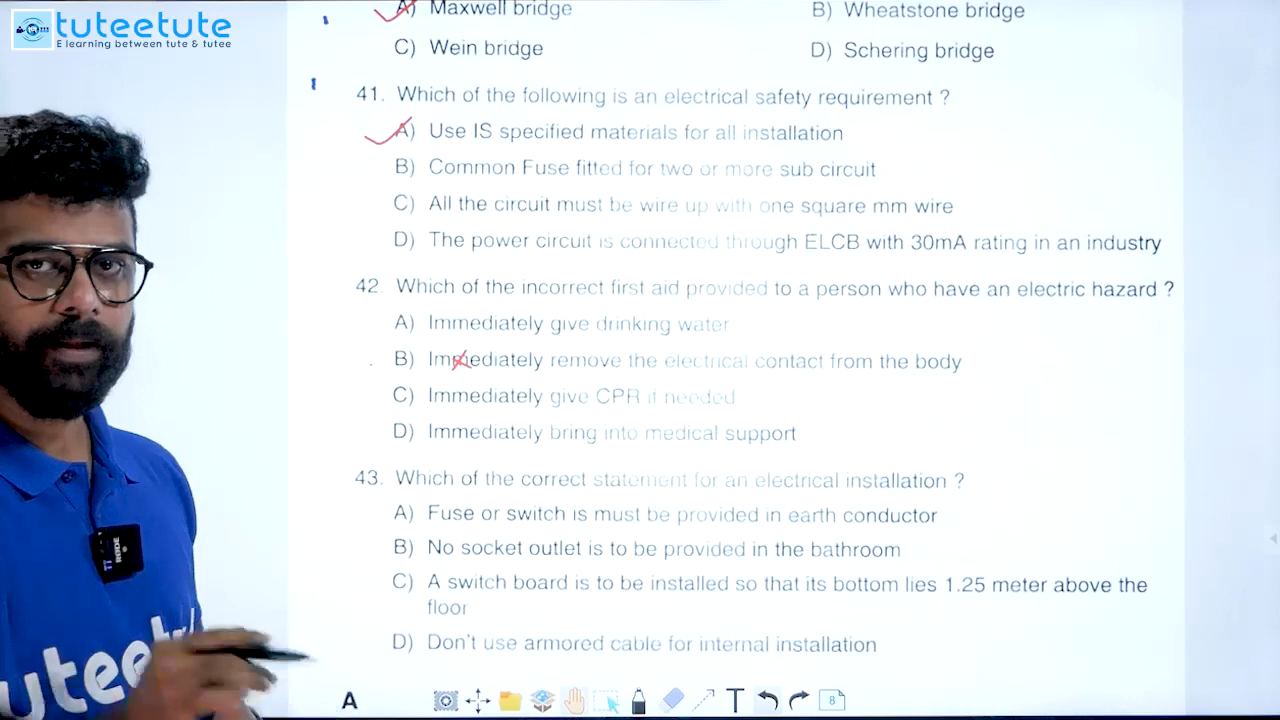 tuteetute
E learning between tute & tutee
A) Maxwell bridge B) Wheatstone bridge
C) Wein bridge D) Schering bridge
41. Which of the following is an electrical safety requirement ?
A) Use IS specified materials for all installation
B) Common Fuse fitted for two or more sub circuit
C) All the circuit must be wire up with one square mm wire
D) The power circuit is connected through ELCB with 30mA rating in an industry
42. Which of the incorrect first aid provided to a person who have an electric hazard ?
A) Immediately give drinking water
B) Immediately remove the electrical contact from the body
C) Immediately give CPR if needed
D) Immediately bring into medical support
43. Which of the correct statement for an electrical installation ?
A) Fuse or switch is must be provided in earth conductor
B) No socket outlet is to be provided in the bathroom
C) A switch board is to be installed so that its bottom lies 1.25 meter above the
floor
D) Don't use armored cable for internal installation
RODE
uteetu
A T 8